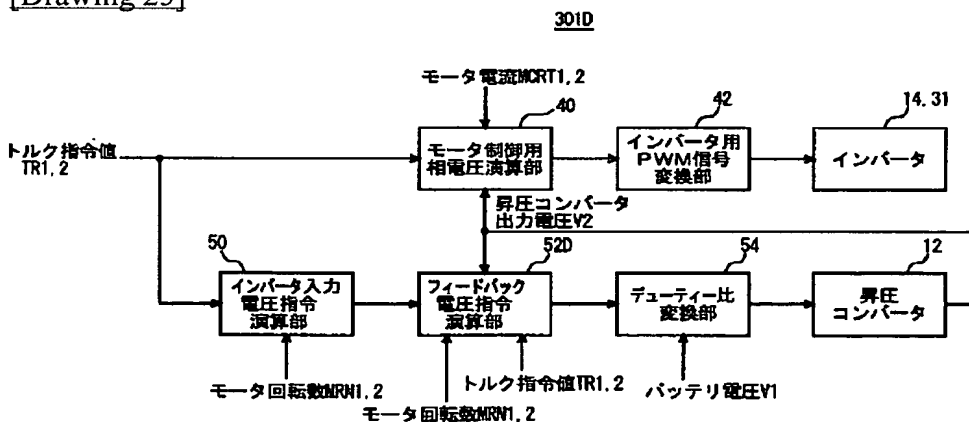 [Drawing 25]
301D
モータ電流MCRT1,2
40
42
14,31
トルク指令値
TR1,2
モータ制御用
相電圧演算部
インバータ用
PWM信号
変換部
インバータ
昇圧コンバータ
出力電圧V2
50
52D
54
12
インバータ入力
電圧指令
演算部
フィードバック
電圧指令
演算部
デューティー比
変換部
昇圧
コンバータ
モータ回転数MRN1,2
トルク指令値TR1,2
バッテリ電圧V1
モータ回転数MRN1,2